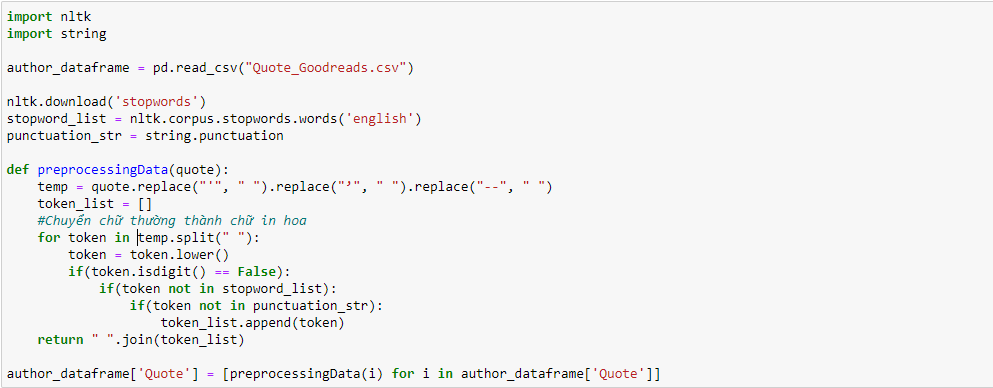 import nltk
import string
author_dataframe = pd.read_csv("Quote_Goodreads.csv")
nltk.download('stopwords')
stopword_list = nltk.corpus.stopwords.words('english')
punctuation_str = string.punctuation
def preprocessingData(quote):
    temp = quote.replace("'", " ").replace("’", " ").replace("--", " ")
    token_list = []
    #Chuyển chữ thường thành chữ in hoa
    for token in temp.split(" "):
        token = token.lower()
        if(token.isdigit() == False):
            if(token not in stopword_list):
                if(token not in punctuation_str):
                    token_list.append(token)
    return " ".join(token_list)
author_dataframe['Quote'] = [preprocessingData(i) for i in author_dataframe['Quote']]